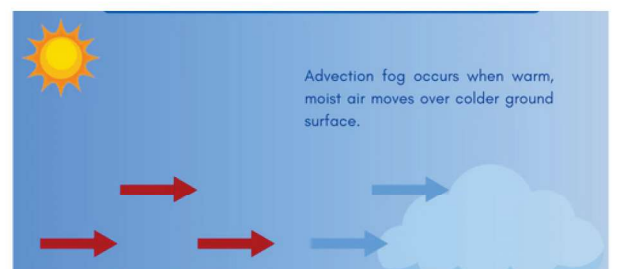 Advection fog occurs when warm,
moist air moves over colder ground
surface.